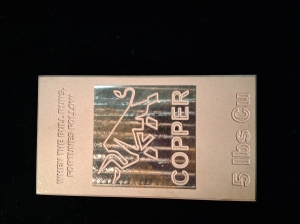 WHEN THE BULL RUNS,
FORTUNES FOLLOW
COPPER
5 lbs Cu